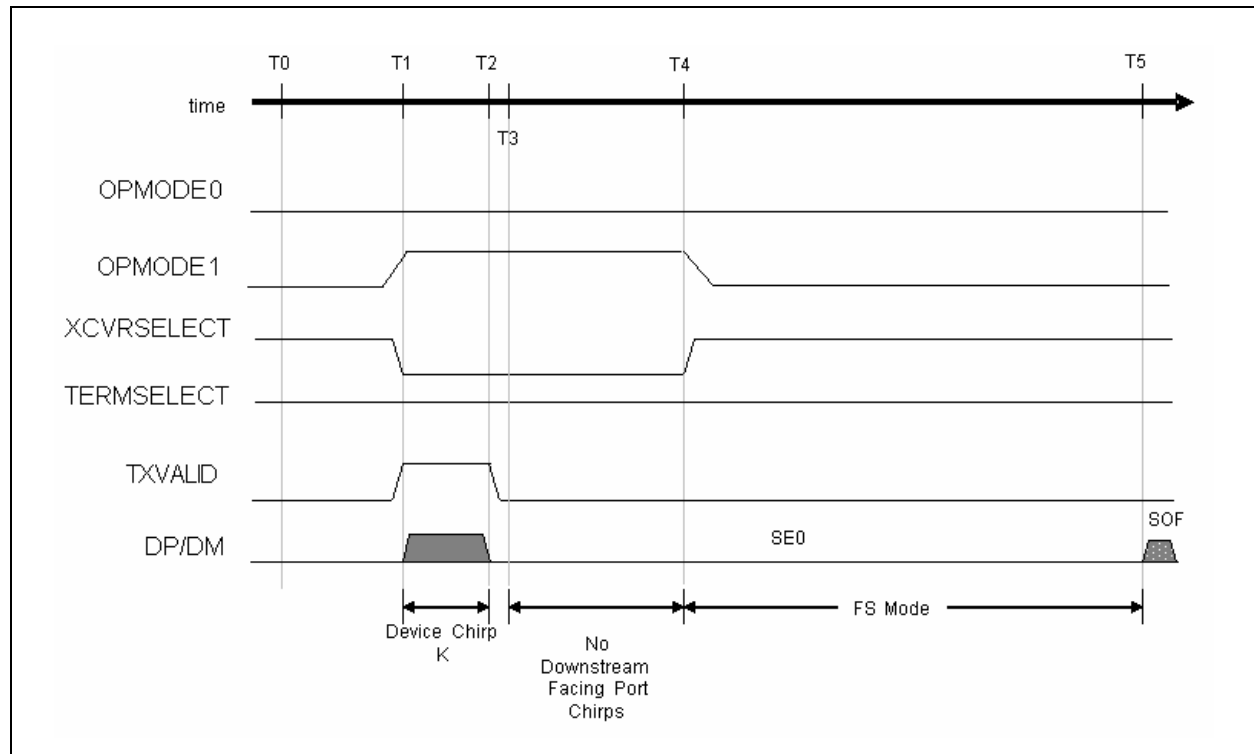 T0
T1
T2
T4
T5
time
T3
OPMODE0
OPMODE1
XCVRSELECT
TERMSELECT
TXVALID
SOF
DP/DM
SE0
FS Mode
Device Chirp
K
No
Downstream
Facing Port
Chirps